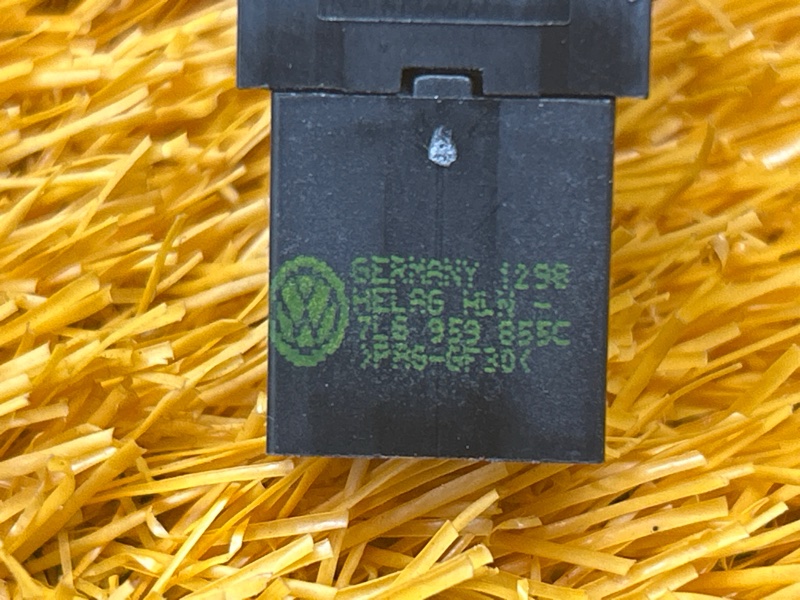 GERMANY 1298
HELAG HLN -
7L6 959 855C
>PA6-GF30<